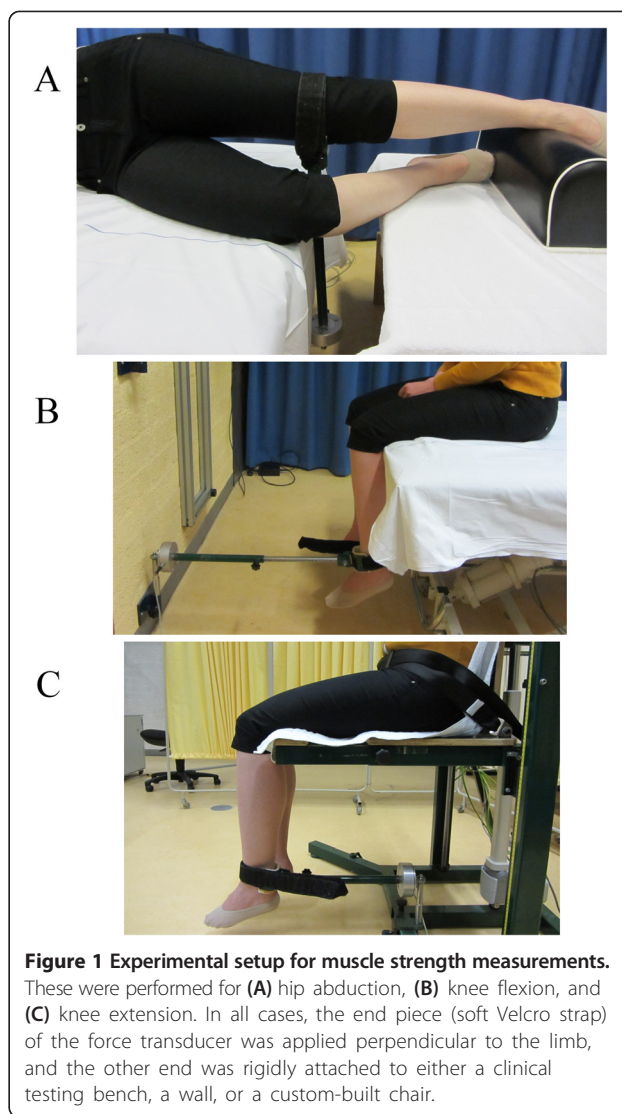 A
B
C
Figure 1 Experimental setup for muscle strength measurements.
These were performed for (A) hip abduction, (B) knee flexion, and
(C) knee extension. In all cases, the end piece (soft Velcro strap)
of the force transducer was applied perpendicular to the limb,
and the other end was rigidly attached to either a clinical
testing bench, a wall, or a custom-built chair.